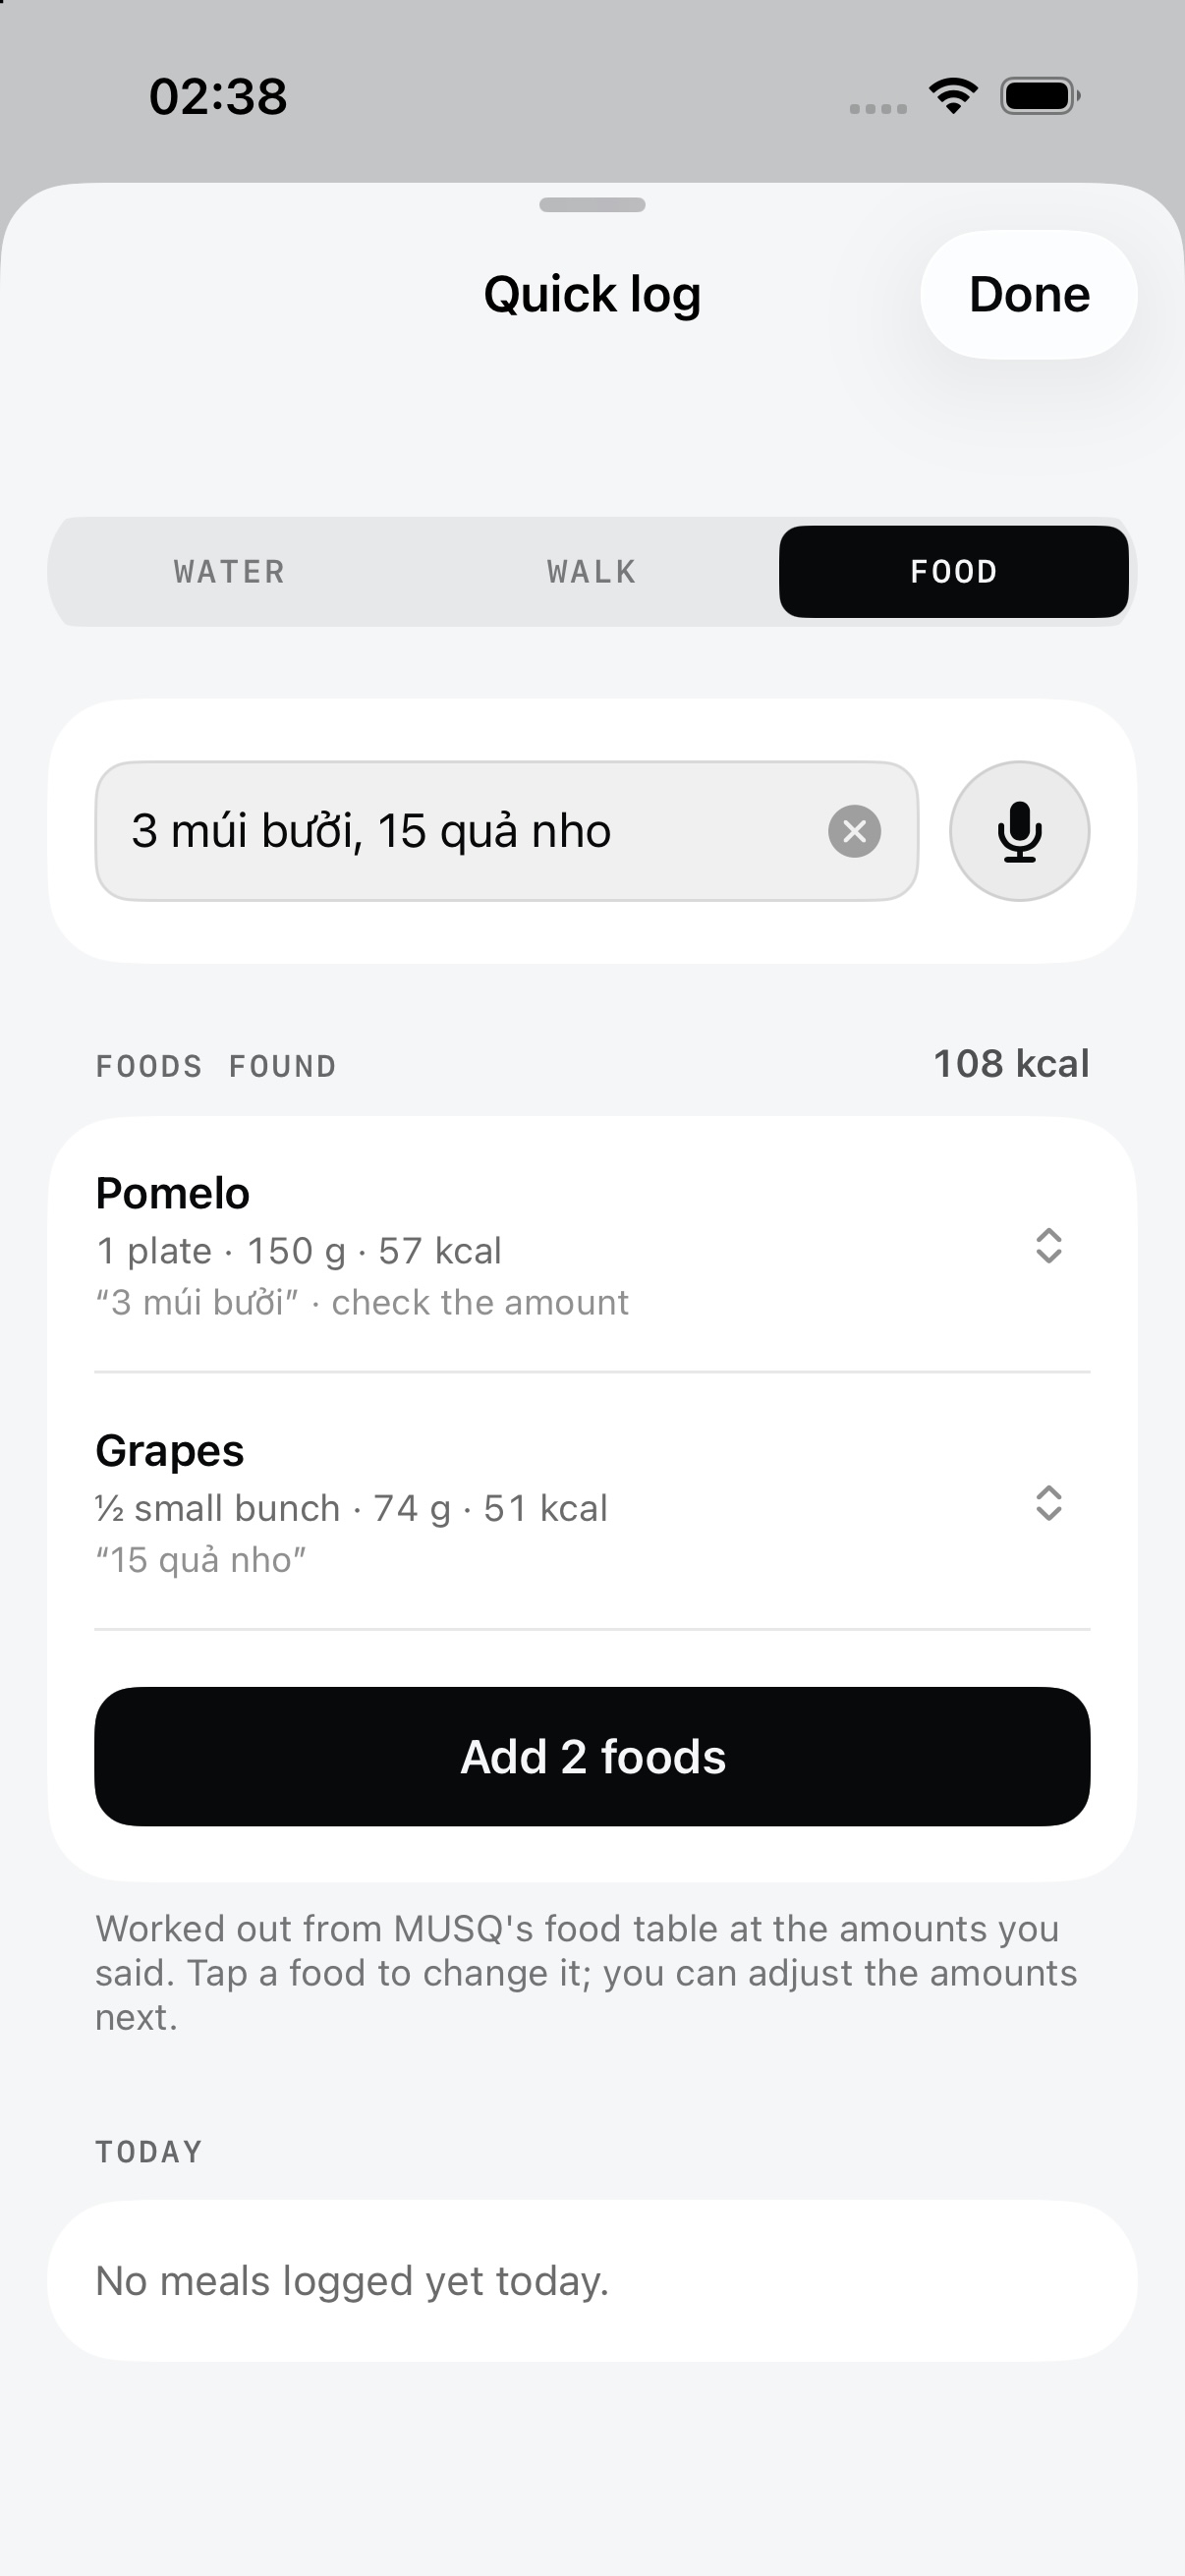 02:38
Quick log
Done
WATER
WALK
FOOD
3 múi bưởi, 15 quả nho
FOODS FOUND
108 kcal
Pomelo
1 plate · 150 g · 57 kcal
“3 múi bưởi” · check the amount
Grapes
½ small bunch · 74 g · 51 kcal
“15 quả nho”
Add 2 foods
Worked out from MUSQ's food table at the amounts you
said. Tap a food to change it; you can adjust the amounts
next.
TODAY
No meals logged yet today.